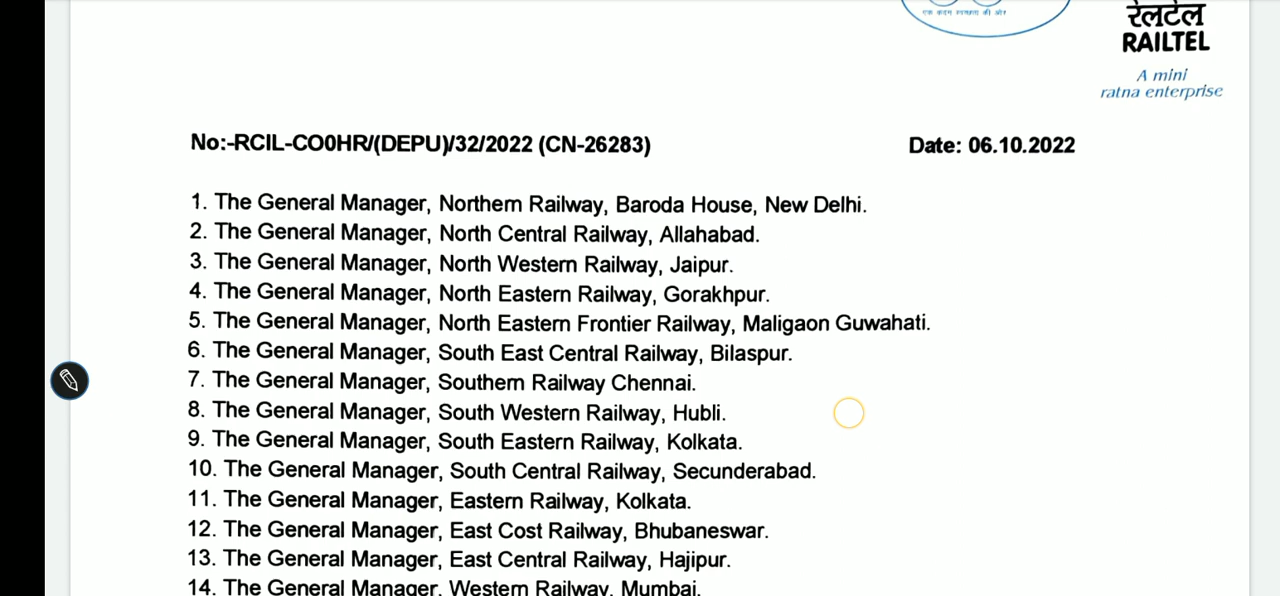 एक कदम स्वच्छता की ओर
रेलटेल
RAILTEL
A mini
ratna enterprise
No:-RCIL-CO0HR/(DEPU)/32/2022 (CN-26283)
Date: 06.10.2022
1. The General Manager, Northern Railway, Baroda House, New Delhi.
2. The General Manager, North Central Railway, Allahabad.
3. The General Manager, North Western Railway, Jaipur.
4. The General Manager, North Eastern Railway, Gorakhpur.
5. The General Manager, North Eastern Frontier Railway, Maligaon Guwahati.
6. The General Manager, South East Central Railway, Bilaspur.
7. The General Manager, Southern Railway Chennai.
8. The General Manager, South Western Railway, Hubli.
9. The General Manager, South Eastern Railway, Kolkata.
10. The General Manager, South Central Railway, Secunderabad.
11. The General Manager, Eastern Railway, Kolkata.
12. The General Manager, East Cost Railway, Bhubaneswar.
13. The General Manager, East Central Railway, Hajipur.
14. The General Manager, Western Railway, Mumbai.